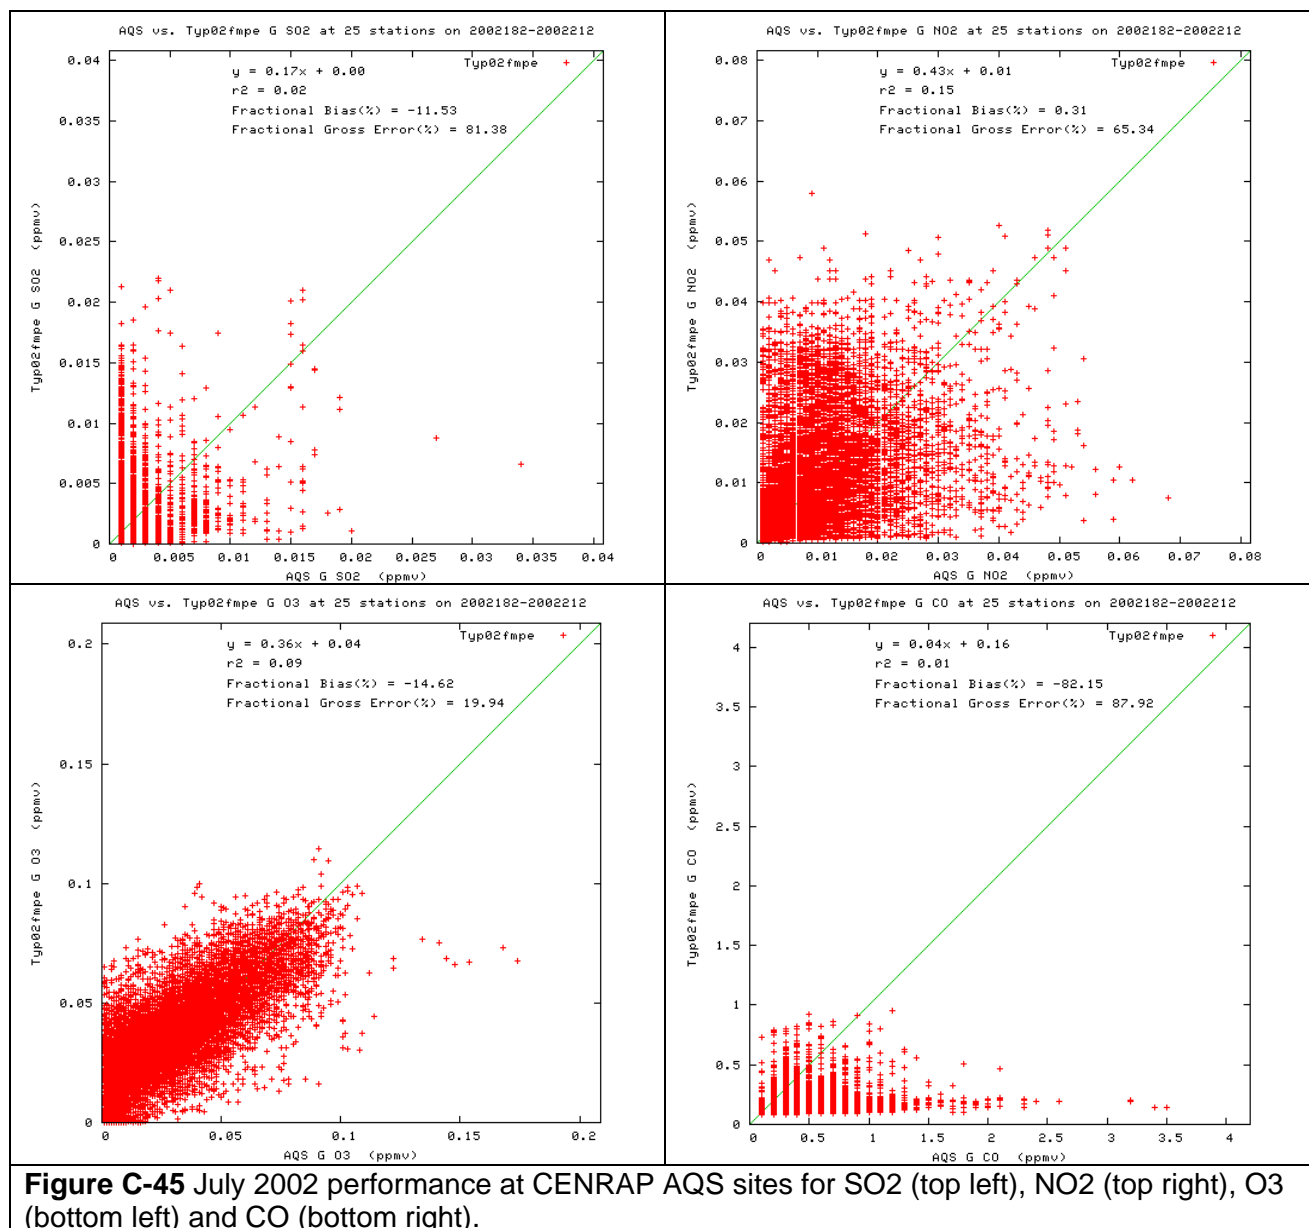 AQS vs. Typ02fmpe G SO2 at 25 stations on 2002182-2002212
Typ02fmpe
y = 0.17x + 0.00
r2 = 0.02
Fractional Bias(%) = -11.53
Fractional Gross Error(%) = 81.38
Typ02fmpe G SO2 (ppmv)
0.04
0.035
0.03
0.025
0.02
0.015
0.01
0.005
0
0 0.005 0.01 0.015 0.02 0.025 0.03 0.035 0.04
AQS G SO2 (ppmv)
AQS vs. Typ02fmpe G NO2 at 25 stations on 2002182-2002212
Typ02fmpe
y = 0.43x + 0.01
r2 = 0.15
Fractional Bias(%) = 0.31
Fractional Gross Error(%) = 65.34
Typ02fmpe G NO2 (ppmv)
0.08
0.07
0.06
0.05
0.04
0.03
0.02
0.01
0
0 0.01 0.02 0.03 0.04 0.05 0.06 0.07 0.08
AQS G NO2 (ppmv)
AQS vs. Typ02fmpe G O3 at 25 stations on 2002182-2002212
Typ02fmpe
y = 0.36x + 0.04
r2 = 0.09
Fractional Bias(%) = -14.62
Fractional Gross Error(%) = 19.94
Typ02fmpe G O3 (ppmv)
0.2
0.15
0.1
0.05
0
0 0.05 0.1 0.15 0.2
AQS G O3 (ppmv)
AQS vs. Typ02fmpe G CO at 25 stations on 2002182-2002212
Typ02fmpe
y = 0.04x + 0.16
r2 = 0.01
Fractional Bias(%) = -82.15
Fractional Gross Error(%) = 87.92
Typ02fmpe G CO (ppmv)
4
3.5
3
2.5
2
1.5
1
0.5
0
0 0.5 1 1.5 2 2.5 3 3.5 4
AQS G CO (ppmv)
Figure C-45 July 2002 performance at CENRAP AQS sites for SO2 (top left), NO2 (top right), O3
(bottom left) and CO (bottom right).